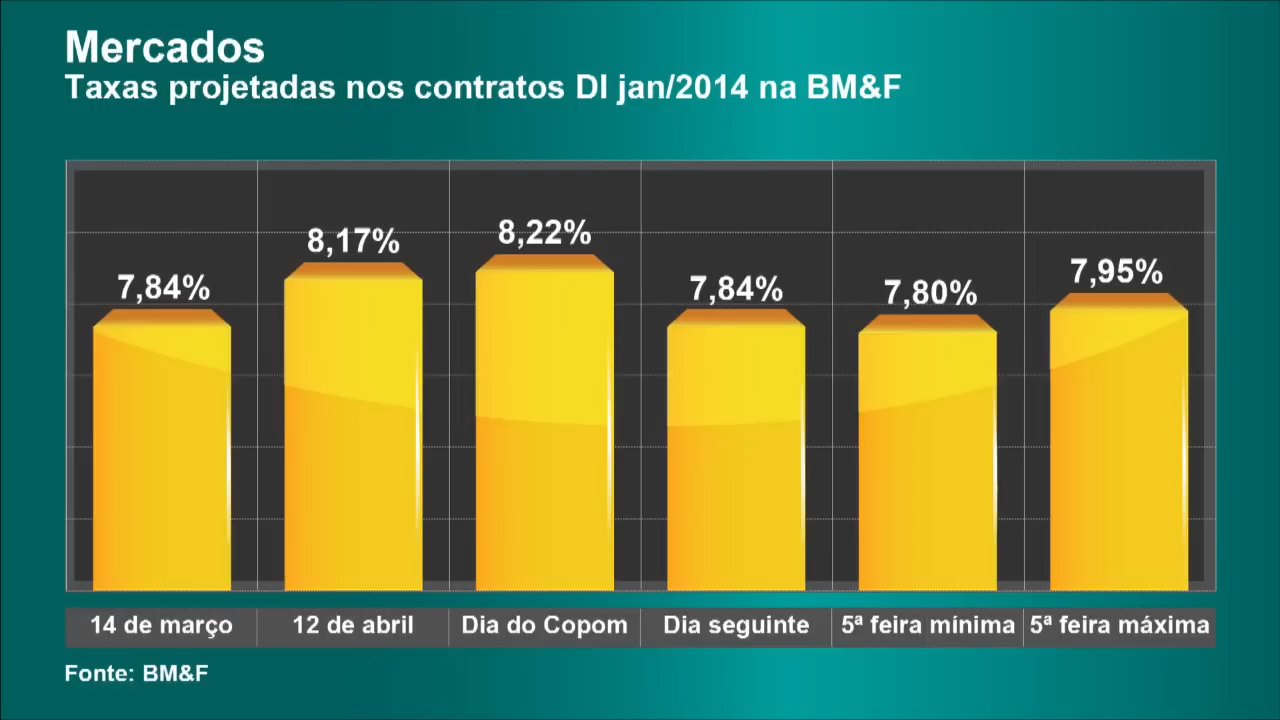 Mercados
Taxas projetadas nos contratos DI jan/2014 na BM&F
7,84%
8,17%
8,22%
7,84%
7,80%
7,95%
14 de março
12 de abril
Dia do Copom
Dia seguinte
5ª feira mínima
5ª feira máxima
Fonte: BM&F